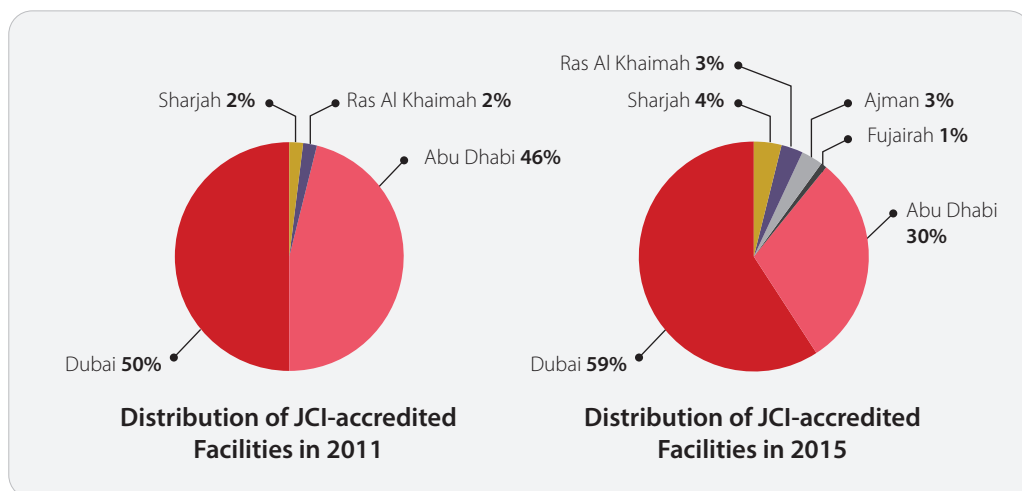 Sharjah 2%
Ras Al Khaimah 2%
Abu Dhabi 46%
Dubai 50%
Distribution of JCI-accredited
Facilities in 2011
Ras Al Khaimah 3%
Sharjah 4%
Ajman 3%
Fujairah 1%
Abu Dhabi
30%
Dubai 59%
Distribution of JCI-accredited
Facilities in 2015